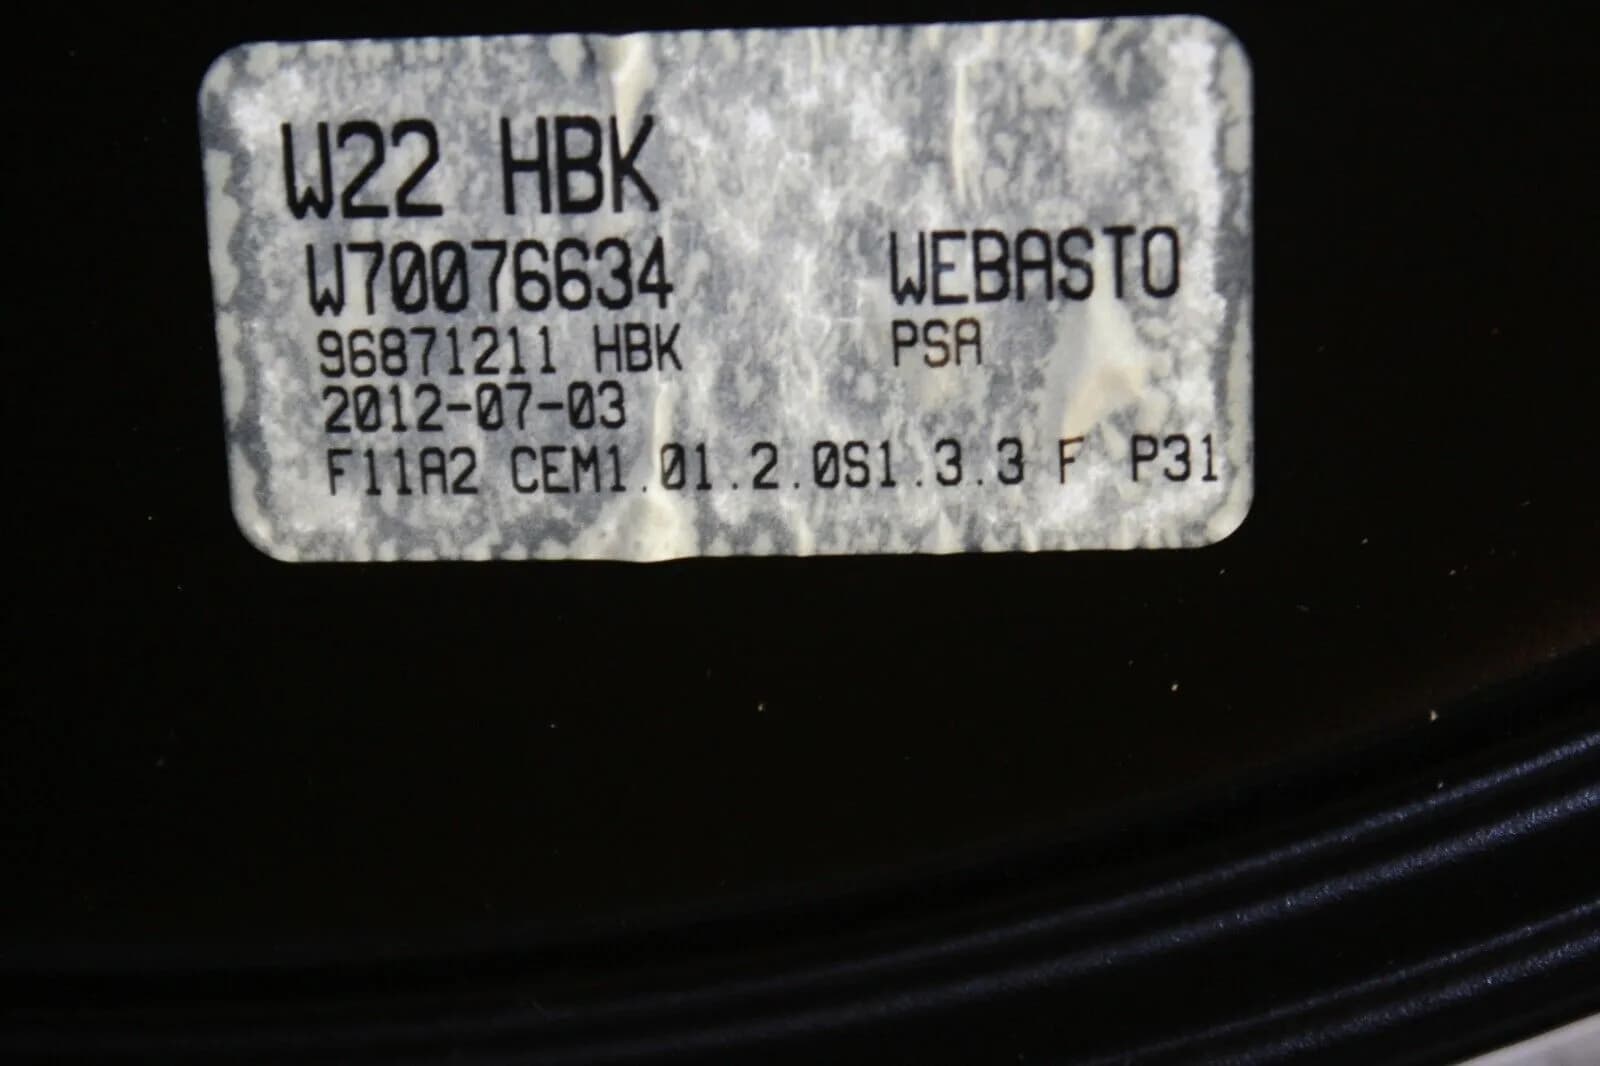 W22 HBK
W70076634 WEBASTO
96871211 HBK PSA
2012-07-03
F11A2 CEM1.01.2.0S1.3.3 F P31